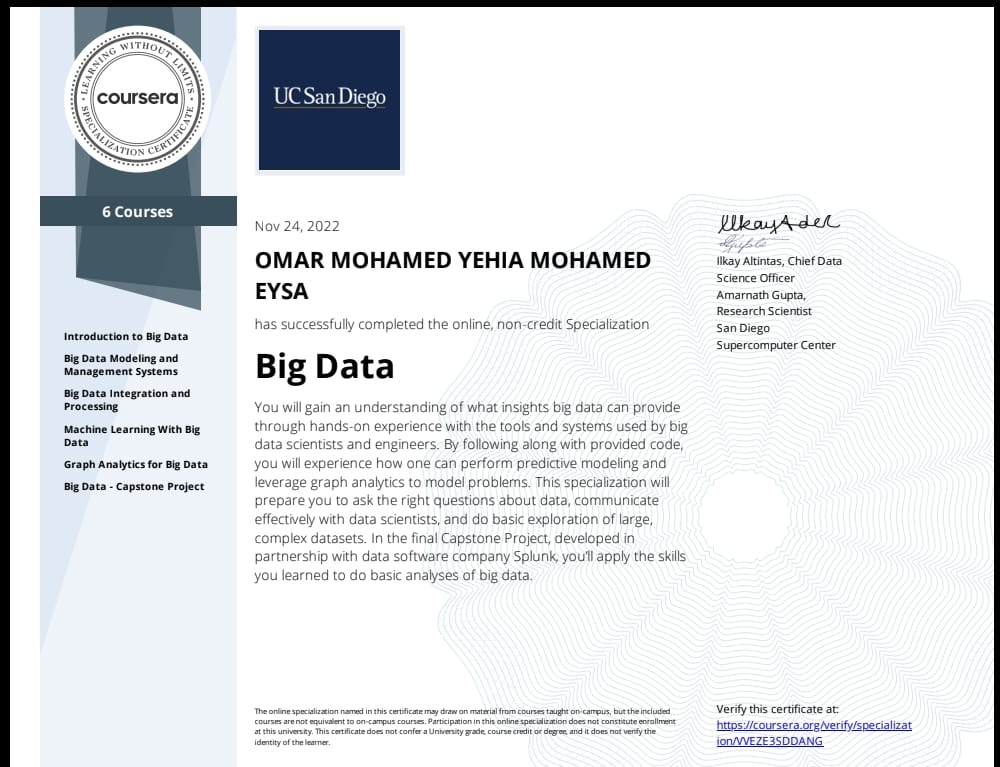 LEARNING WITHOUT LIMITS
coursera
SPECIALIZATION CERTIFICATE
6 Courses
Introduction to Big Data
Big Data Modeling and
Management Systems
Big Data Integration and
Processing
Machine Learning With Big
Data
Graph Analytics for Big Data
Big Data - Capstone Project
UC San Diego
Nov 24, 2022
OMAR MOHAMED YEHIA MOHAMED
EYSA
has successfully completed the online, non-credit Specialization
Big Data
You will gain an understanding of what insights big data can provide
through hands-on experience with the tools and systems used by big
data scientists and engineers. By following along with provided code,
you will experience how one can perform predictive modeling and
leverage graph analytics to model problems. This specialization will
prepare you to ask the right questions about data, communicate
effectively with data scientists, and do basic exploration of large,
complex datasets. In the final Capstone Project, developed in
partnership with data software company Splunk, you'll apply the skills
you learned to do basic analyses of big data.
Ilkay Altintas, Chief Data
Science Officer
Amarnath Gupta,
Research Scientist
San Diego
Supercomputer Center
The online specialization named in this certificate may draw on material from courses taught on-campus, but the included
courses are not equivalent to on-campus courses. Participation in this online specialization does not constitute enrollment
at this university. This certificate does not confer a University grade, course credit or degree, and it does not verify the
identity of the learner.
Verify this certificate at:
https://coursera.org/verify/specializat
ion/VVEZE3SDDANG